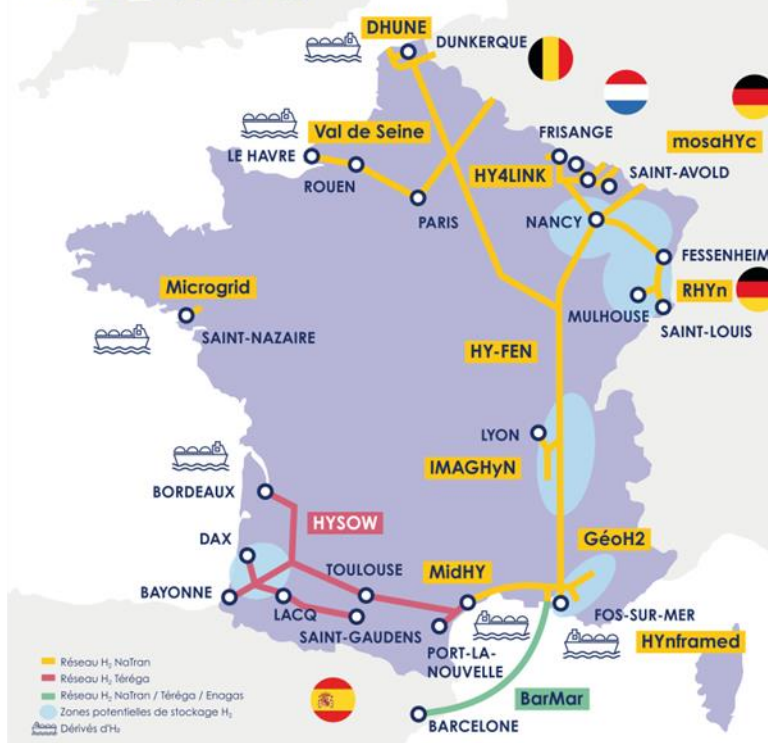 DHUNE
DUNKERQUE
Val de Seine
LE HAVRE
ROUEN
PARIS
FRISANGE
mosaHYc
HY4LINK
SAINT-AVOLD
NANCY
FESSENHEIM
RHYn
MULHOUSE
SAINT-LOUIS
Microgrid
SAINT-NAZAIRE
HY-FEN
LYON
IMAGHyN
BORDEAUX
HYSOW
DAX
TOULOUSE
MidHY
GéoH2
BAYONNE
LACQ
SAINT-GAUDENS
PORT-LA-
NOUVELLE
FOS-SUR-MER
HYnframed
BarMar
BARCELONE
Réseau H₂ NaTran
Réseau H₂ Téréga
Réseau H₂ NaTran / Téréga / Enagas
Zones potentielles de stockage H₂
Dérivés d'H₂